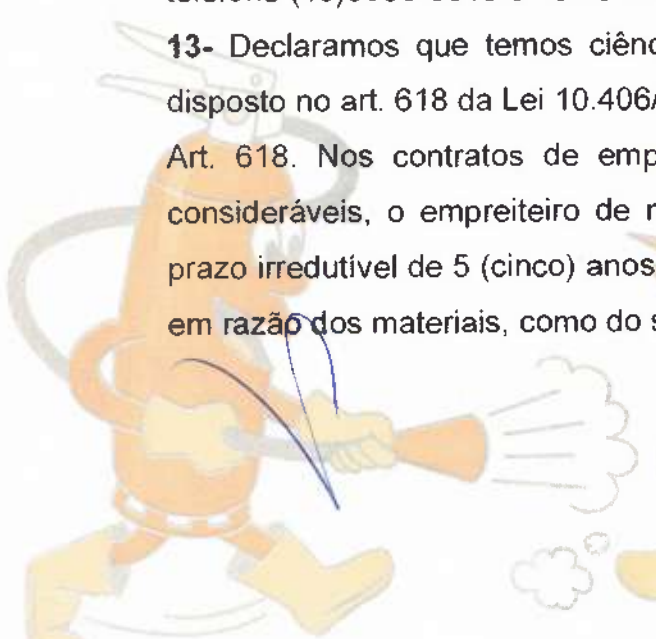 13- Declaramos que temos ciênc
disposto no art. 618 da Lei 10.406/
Art. 618. Nos contratos de emp
consideráveis, o empreiteiro de m
prazo irredutível de 5 (cinco) anos
em razão dos materiais, como do s